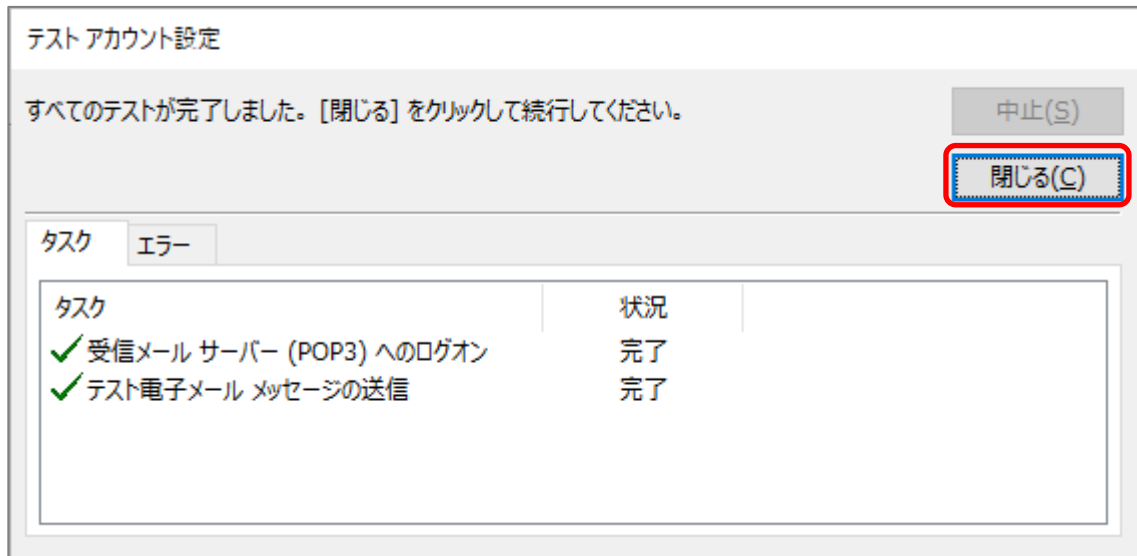 テスト アカウント設定
すべてのテストが完了しました。[閉じる] をクリックして続行してください。
中止(S)
閉じる(C)
タスク エラー
タスク 状況
受信メール サーバー (POP3) へのログオン 完了
テスト電子メール メッセージの送信 完了